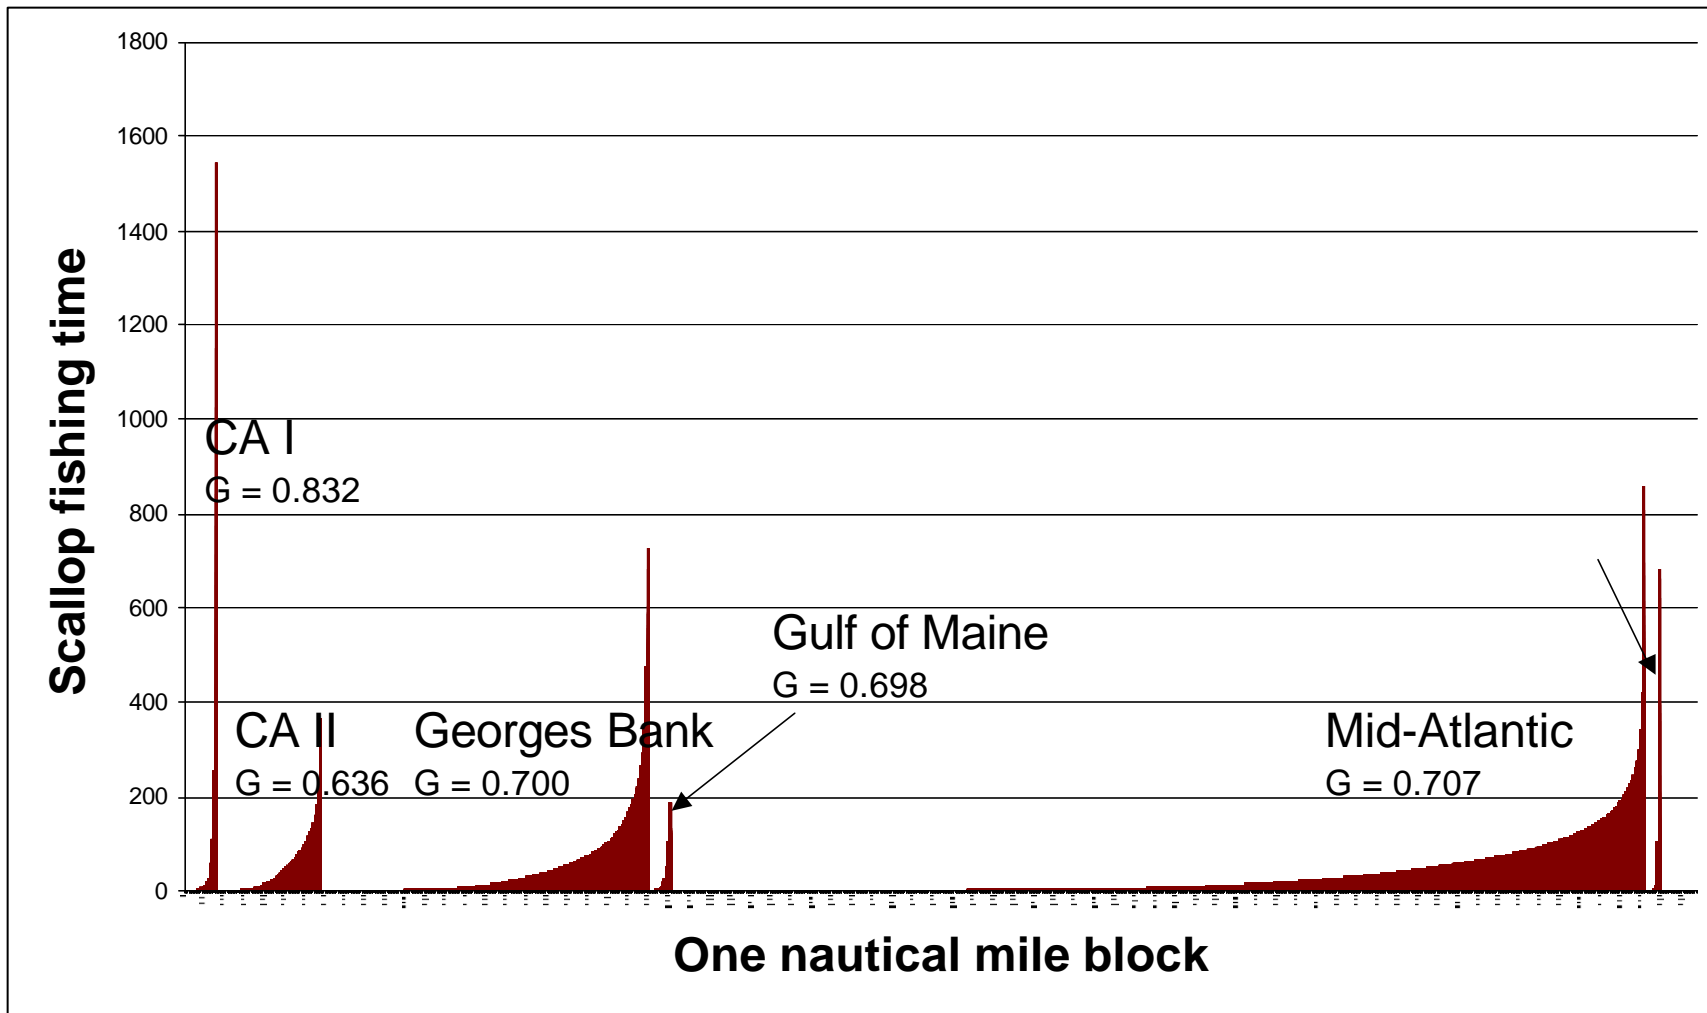 1800
1600
1400
1200
1000
800
600
400
200
0
Scallop fishing time
CA I
G = 0.832
CA II
G = 0.636
Georges Bank
G = 0.700
Gulf of Maine
G = 0.698
Mid-Atlantic
G = 0.707
One nautical mile block